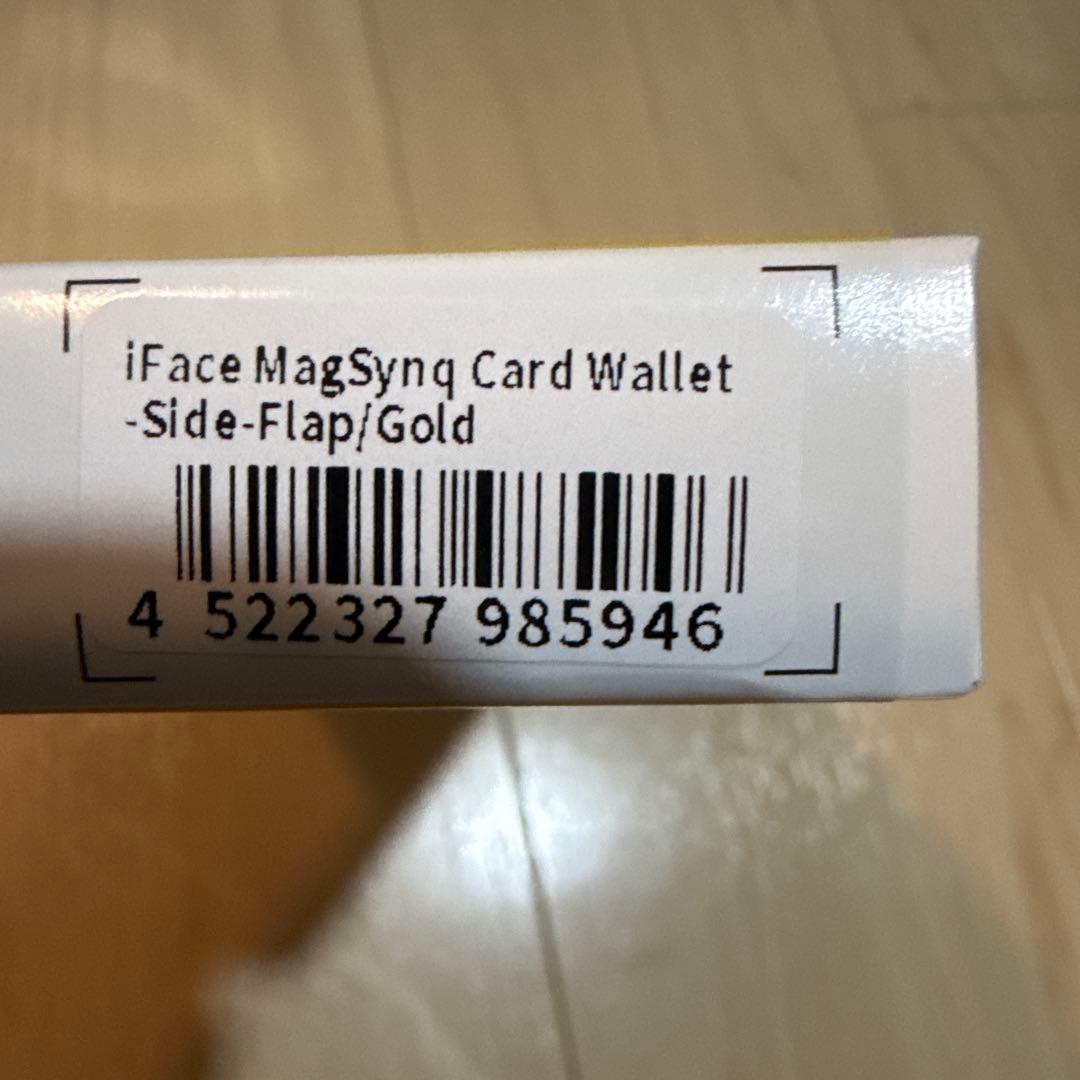 iFace MagSynq Card Wallet
-Side-Flap/Gold
4 522327 985946